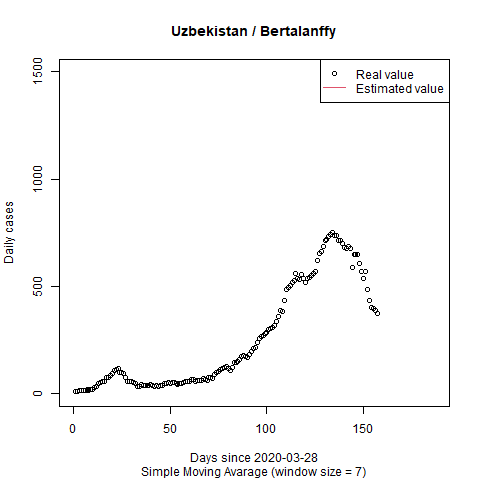 Uzbekistan / Bertalanffy
Real value
Estimated value
Daily cases
1500
1000
500
0
0 50 100 150
Days since 2020-03-28
Simple Moving Avarage (window size = 7)